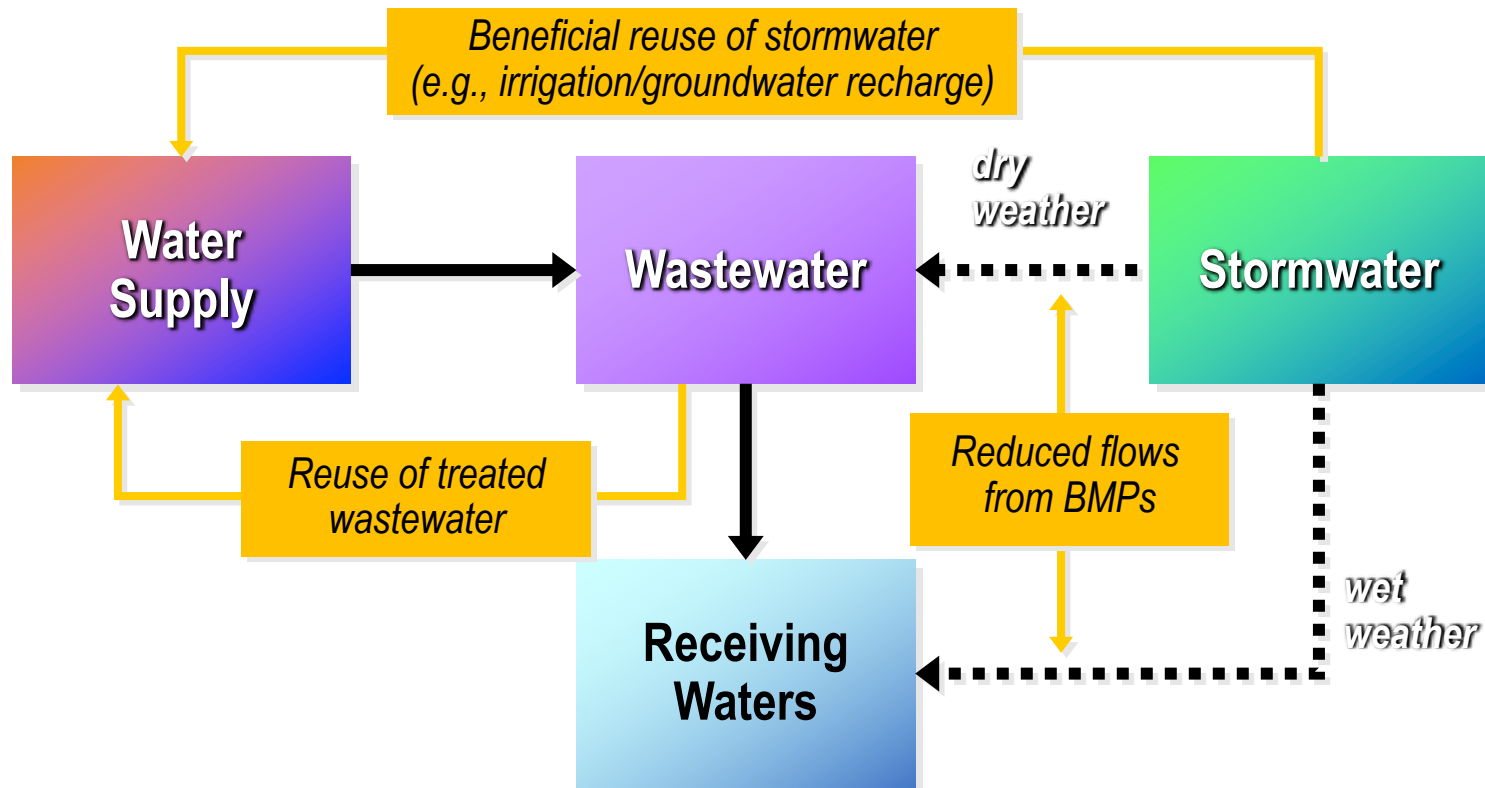 Beneficial reuse of stormwater
(e.g., irrigation/groundwater recharge)
Water
Supply
Wastewater
dry
weather
Stormwater
Reuse of treated
wastewater
Reduced flows
from BMPs
Receiving
Waters
wet
weather